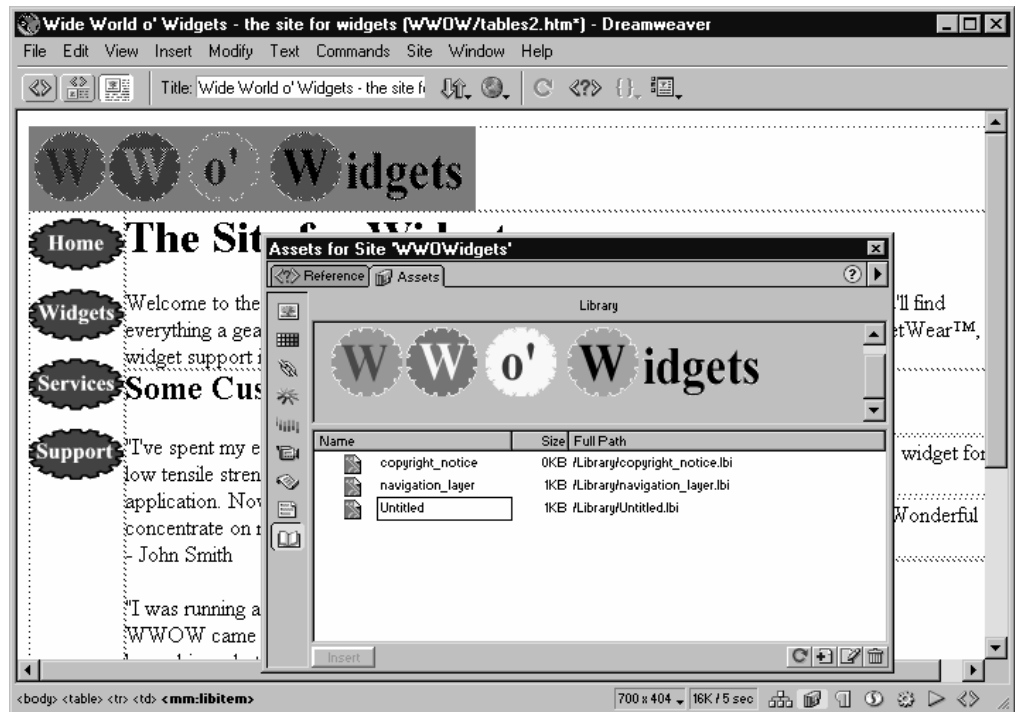 Wide World o' Widgets - the site for widgets (WWOW/tables2.htm*) - Dreamweaver
File Edit View Insert Modify Text Commands Site Window Help
Title: Wide World o' Widgets - the site f
W W o' Widgets
Home
Widgets
Services
Support
The Site for Widgets
Welcome to the
'll find
everything a gea
etWear™,
widget support i
Some Cus
"I've spent my e
widget for
low tensile stren
application. Nov
Wonderful
concentrate on r
- John Smith
"I was running a
WWOW came
Assets for Site 'WWOWidgets'
Reference Assets
Library
W W o' Widgets
Name Size Full Path
copyright_notice 0KB /Library/copyright_notice.lbi
navigation_layer 1KB /Library/navigation_layer.lbi
Untitled 1KB /Library/Untitled.lbi
Insert
<body> <table> <tr> <td> <mm:libitem>
700 x 404 16K / 5 sec